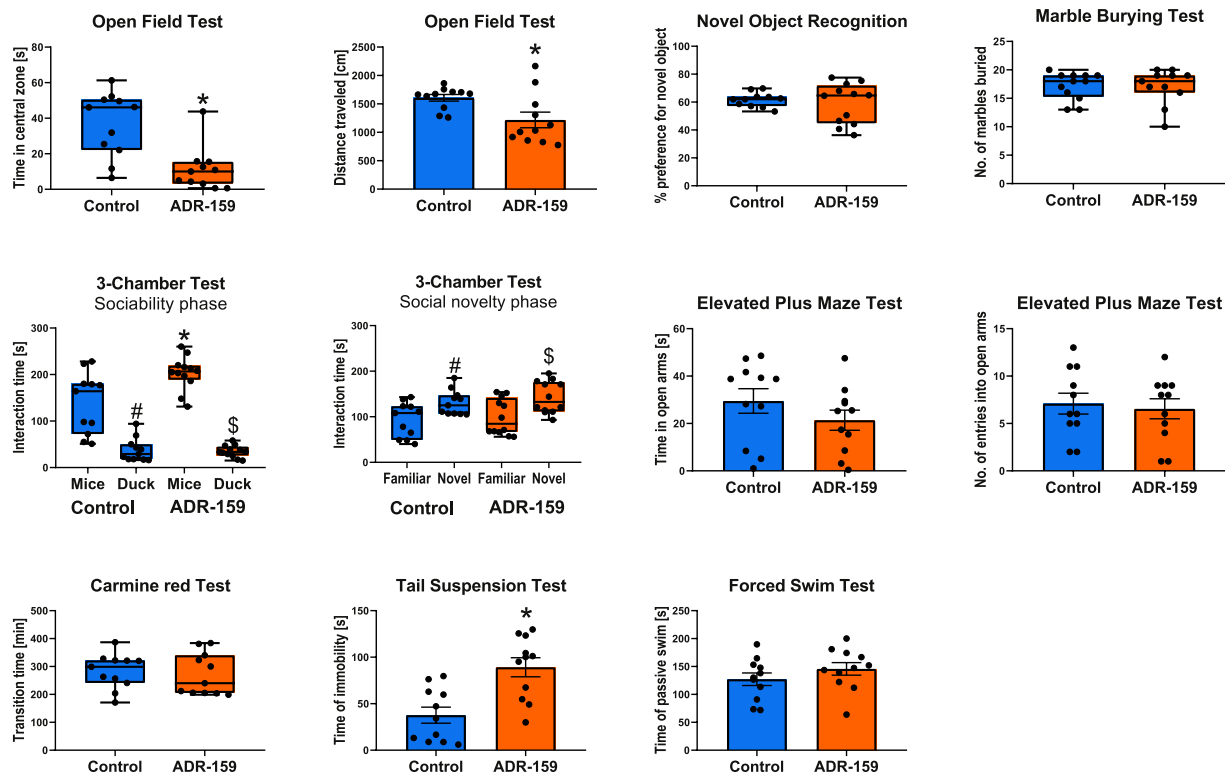 Open Field Test
Time in central zone [s]
80
60
40
20
0
*
Control
ADR-159
Open Field Test
Distance traveled [cm]
2500
2000
1500
1000
500
0
*
Control
ADR-159
Novel Object Recognition
% preference for novel object
100
80
60
40
20
0
Control
ADR-159
Marble Burying Test
No. of marbles buried
25
20
15
10
5
0
Control
ADR-159
3-Chamber Test
Sociability phase
Interaction time [s]
300
200
100
0
#
*
$
Mice Duck Mice Duck
Control ADR-159
3-Chamber Test
Social novelty phase
Interaction time [s]
300
200
100
0
#
$
Familiar Novel Familiar Novel
Control ADR-159
Elevated Plus Maze Test
Time in open arms [s]
60
40
20
0
Control
ADR-159
Elevated Plus Maze Test
No. of entries into open arms
15
10
5
0
Control
ADR-159
Carmine red Test
Transition time [min]
500
400
300
200
100
0
Control
ADR-159
Tail Suspension Test
Time of immobility [s]
150
100
50
0
*
Control
ADR-159
Forced Swim Test
Time of passive swim [s]
250
200
150
100
50
0
Control
ADR-159